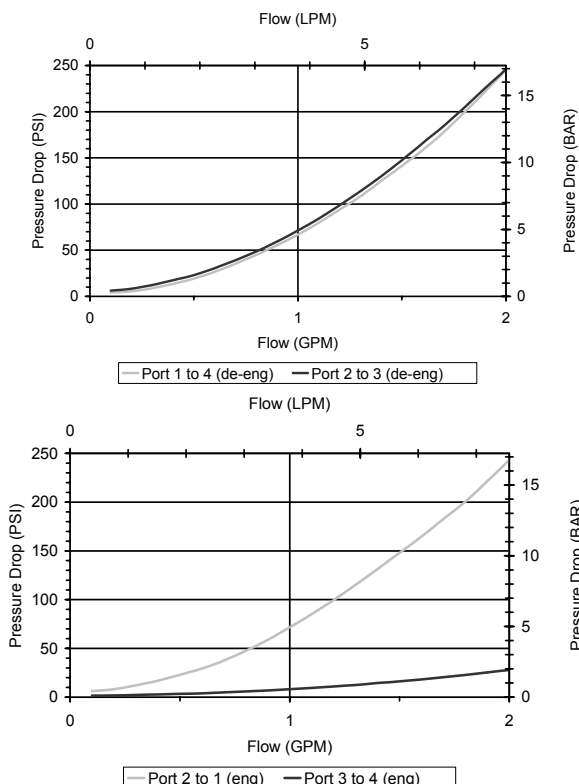 Flow (LPM)
0 5
250
200
150
100
50
0
Pressure Drop (PSI)
15
10
5
0
Pressure Drop (BAR)
0 1 2
Flow (GPM)
Port 1 to 4 (de-eng) Port 2 to 3 (de-eng)
Flow (LPM)
0 5
250
200
150
100
50
0
Pressure Drop (PSI)
15
10
5
0
Pressure Drop (BAR)
0 1 2
Flow (GPM)
Port 2 to 1 (eng) Port 3 to 4 (eng)